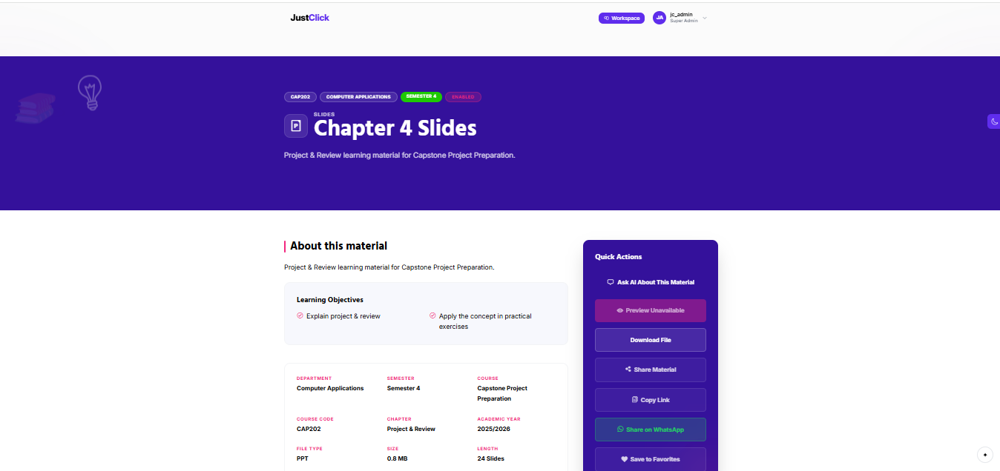 JustClick
Workspace
JA
jc_admin
Super Admin
CAP202
COMPUTER APPLICATIONS
SEMESTER 4
ENABLED
P
SLIDES
Chapter 4 Slides
Project & Review learning material for Capstone Project Preparation.
About this material
Project & Review learning material for Capstone Project Preparation.
Learning Objectives
Explain project & review
Apply the concept in practical
exercises
DEPARTMENT
Computer Applications
SEMESTER
Semester 4
COURSE
Capstone Project
Preparation
COURSE CODE
CAP202
CHAPTER
Project & Review
ACADEMIC YEAR
2025/2026
FILE TYPE
PPT
SIZE
0.8 MB
LENGTH
24 Slides
Quick Actions
Ask AI About This Material
Preview Unavailable
Download File
Share Material
Copy Link
Share on WhatsApp
Save to Favorites